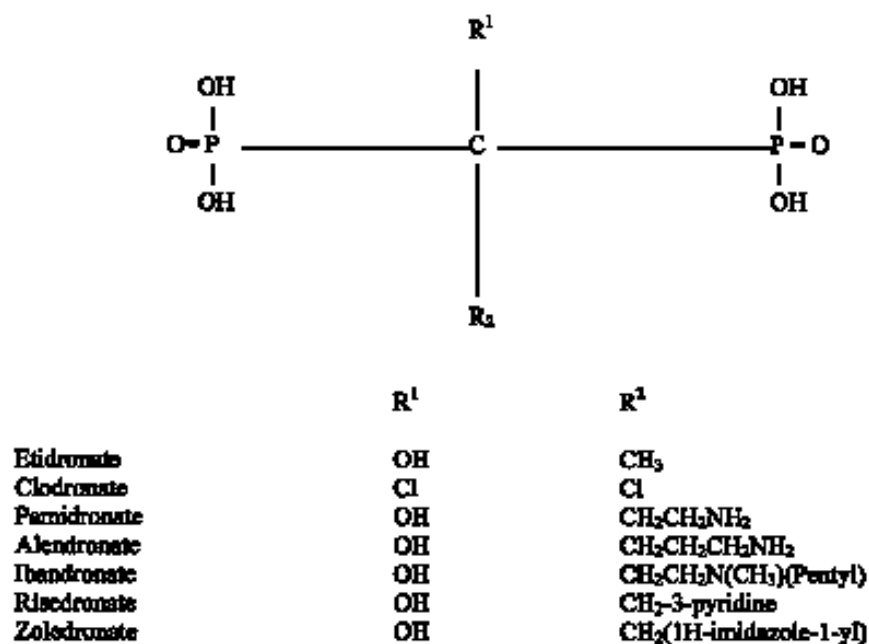 R¹
OH OH
O=P C P=O
OH OH
R₂
R¹ R²
Etidronate OH CH₃
Clodronate Cl Cl
Pamidronate OH CH₂CH₂NH₂
Alendronate OH CH₂CH₂CH₂NH₂
Ibandronate OH CH₂CH₂N(CH₃)(Pentyl)
Risedronate OH CH₂-3-pyridine
Zoledronate OH CH₂(1H-imidazole-1-yl)